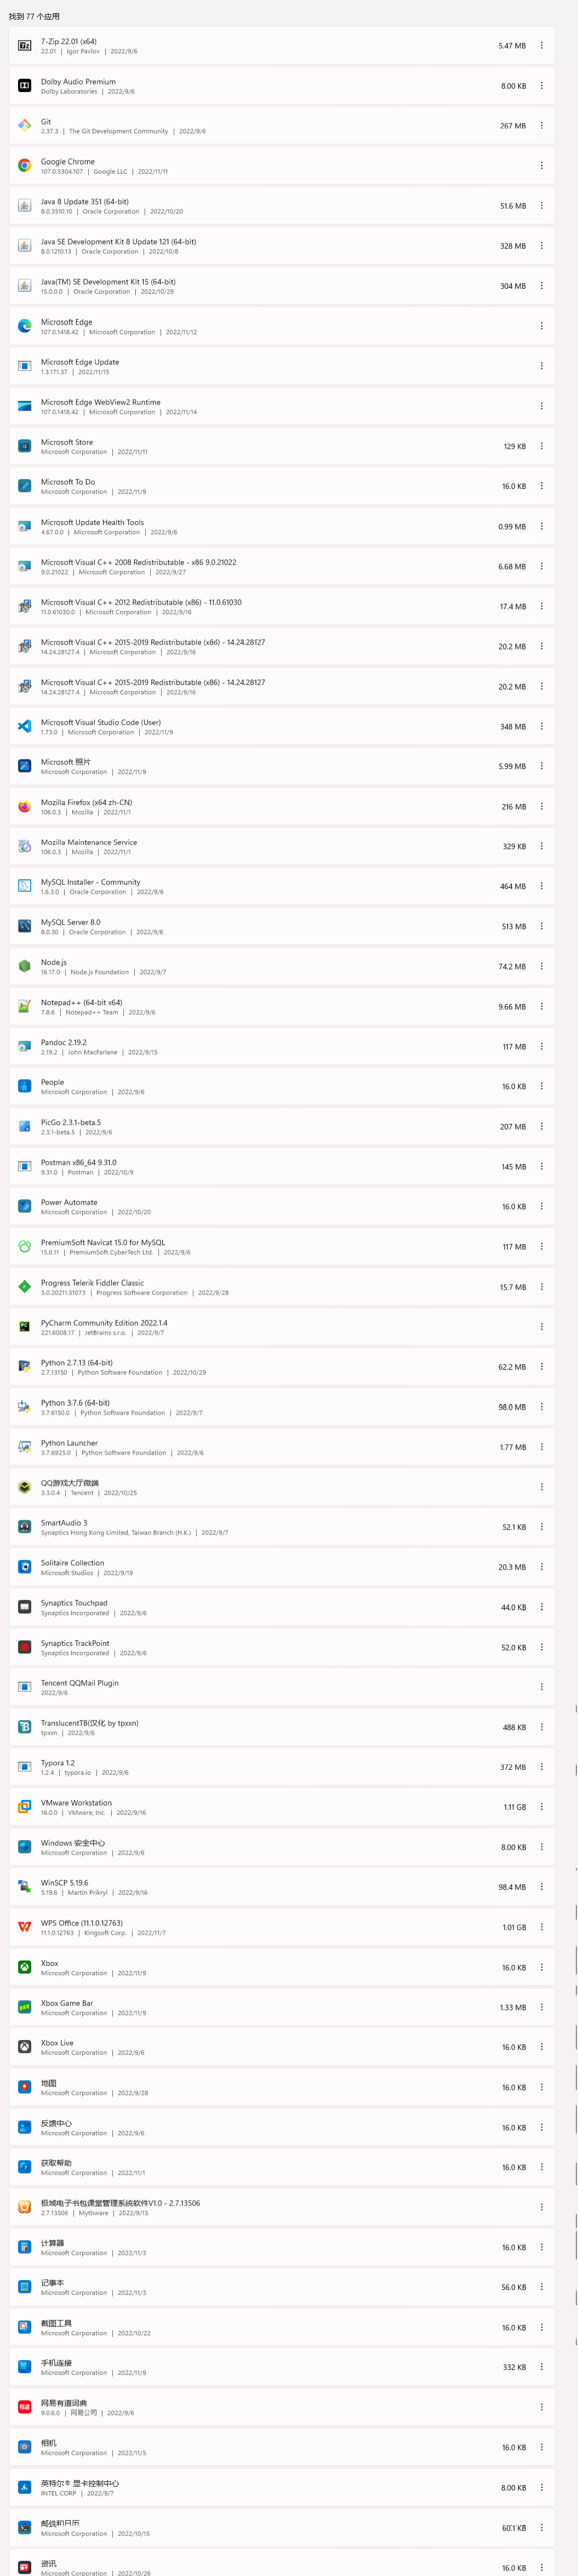 找到 77 个应用
7-Zip 22.01 (x64)
22.01 | Igor Pavlov | 2022/9/6
5.47 MB
Dolby Audio Premium
Dolby Laboratories | 2022/9/6
8.00 KB
Git
2.37.3 | The Git Development Community | 2022/9/6
267 MB
Google Chrome
107.0.5304.107 | Google LLC | 2022/11/11
Java 8 Update 351 (64-bit)
8.0.3510.10 | Oracle Corporation | 2022/10/20
51.6 MB
Java SE Development Kit 8 Update 121 (64-bit)
8.0.1210.13 | Oracle Corporation | 2022/10/8
328 MB
Java(TM) SE Development Kit 15 (64-bit)
15.0.0.0 | Oracle Corporation | 2022/10/29
304 MB
Microsoft Edge
107.0.1418.42 | Microsoft Corporation | 2022/11/12
Microsoft Edge Update
1.3.171.37 | 2022/11/15
Microsoft Edge WebView2 Runtime
107.0.1418.42 | Microsoft Corporation | 2022/11/14
Microsoft Store
Microsoft Corporation | 2022/11/11
129 KB
Microsoft To Do
Microsoft Corporation | 2022/11/9
16.0 KB
Microsoft Update Health Tools
4.67.0.0 | Microsoft Corporation | 2022/9/6
0.99 MB
Microsoft Visual C++ 2008 Redistributable - x86 9.0.21022
9.0.21022 | Microsoft Corporation | 2022/9/27
6.68 MB
Microsoft Visual C++ 2012 Redistributable (x86) - 11.0.61030
11.0.61030.0 | Microsoft Corporation | 2022/9/16
17.4 MB
Microsoft Visual C++ 2015-2019 Redistributable (x86) - 14.24.28127
14.24.28127.4 | Microsoft Corporation | 2022/9/16
20.2 MB
Microsoft Visual C++ 2015-2019 Redistributable (x86) - 14.24.28127
14.24.28127.4 | Microsoft Corporation | 2022/9/16
20.2 MB
Microsoft Visual Studio Code (User)
1.73.0 | Microsoft Corporation | 2022/11/9
348 MB
Microsoft 照片
Microsoft Corporation | 2022/11/9
5.99 MB
Mozilla Firefox (x64 zh-CN)
106.0.3 | Mozilla | 2022/11/1
216 MB
Mozilla Maintenance Service
106.0.3 | Mozilla | 2022/11/1
329 KB
MySQL Installer - Community
1.6.3.0 | Oracle Corporation | 2022/9/6
464 MB
MySQL Server 8.0
8.0.30 | Oracle Corporation | 2022/9/6
513 MB
Node.js
16.17.0 | Node.js Foundation | 2022/9/7
74.2 MB
Notepad++ (64-bit x64)
7.8.6 | Notepad++ Team | 2022/9/6
9.66 MB
Pandoc 2.19.2
2.19.2 | John MacFarlane | 2022/9/15
117 MB
People
Microsoft Corporation | 2022/9/6
16.0 KB
PicGo 2.3.1-beta.5
2.3.1-beta.5 | 2022/9/6
207 MB
Postman x86_64 9.31.0
9.31.0 | Postman | 2022/10/9
145 MB
Power Automate
Microsoft Corporation | 2022/10/20
16.0 KB
PremiumSoft Navicat 15.0 for MySQL
15.0.11 | PremiumSoft CyberTech Ltd. | 2022/9/6
117 MB
Progress Telerik Fiddler Classic
5.0.20211.51073 | Progress Software Corporation | 2022/9/28
15.7 MB
PyCharm Community Edition 2022.1.4
221.6008.17 | JetBrains s.r.o. | 2022/9/7
Python 2.7.13 (64-bit)
2.7.13150 | Python Software Foundation | 2022/10/29
62.2 MB
Python 3.7.6 (64-bit)
3.7.6150.0 | Python Software Foundation | 2022/9/7
98.0 MB
Python Launcher
3.7.6925.0 | Python Software Foundation | 2022/9/6
1.77 MB
QQ游戏大厅微端
3.3.0.4 | Tencent | 2022/10/25
SmartAudio 3
Synaptics Hong Kong Limited, Taiwan Branch (H.K.) | 2022/9/7
52.1 KB
Solitaire Collection
Microsoft Studios | 2022/9/19
20.3 MB
Synaptics Touchpad
Synaptics Incorporated | 2022/9/6
44.0 KB
Synaptics TrackPoint
Synaptics Incorporated | 2022/9/6
52.0 KB
Tencent QQMail Plugin
2022/9/6
TranslucentTB(汉化 by tpxxn)
tpxxn | 2022/9/6
488 KB
Typora 1.2
1.2.4 | typora.io | 2022/9/6
372 MB
VMware Workstation
16.0.0 | VMware, Inc. | 2022/9/16
1.11 GB
Windows 安全中心
Microsoft Corporation | 2022/9/6
8.00 KB
WinSCP 5.19.6
5.19.6 | Martin Prikryl | 2022/9/16
98.4 MB
WPS Office (11.1.0.12763)
11.1.0.12763 | Kingsoft Corp. | 2022/11/7
1.01 GB
Xbox
Microsoft Corporation | 2022/11/9
16.0 KB
Xbox Game Bar
Microsoft Corporation | 2022/11/9
1.33 MB
Xbox Live
Microsoft Corporation | 2022/9/6
16.0 KB
地图
Microsoft Corporation | 2022/9/28
16.0 KB
反馈中心
Microsoft Corporation | 2022/9/6
16.0 KB
获取帮助
Microsoft Corporation | 2022/11/1
16.0 KB
极域电子书包课堂管理系统软件V1.0 - 2.7.13506
2.7.13506 | Mythware | 2022/9/15
计算器
Microsoft Corporation | 2022/11/3
16.0 KB
记事本
Microsoft Corporation | 2022/11/3
56.0 KB
截图工具
Microsoft Corporation | 2022/10/22
16.0 KB
手机连接
Microsoft Corporation | 2022/11/9
332 KB
网易有道词典
9.0.6.0 | 网易公司 | 2022/9/6
相机
Microsoft Corporation | 2022/11/5
16.0 KB
英特尔® 显卡控制中心
INTEL CORP | 2022/9/7
8.00 KB
邮件和日历
Microsoft Corporation | 2022/10/15
60.1 KB
资讯
Microsoft Corporation | 2022/10/26
16.0 KB